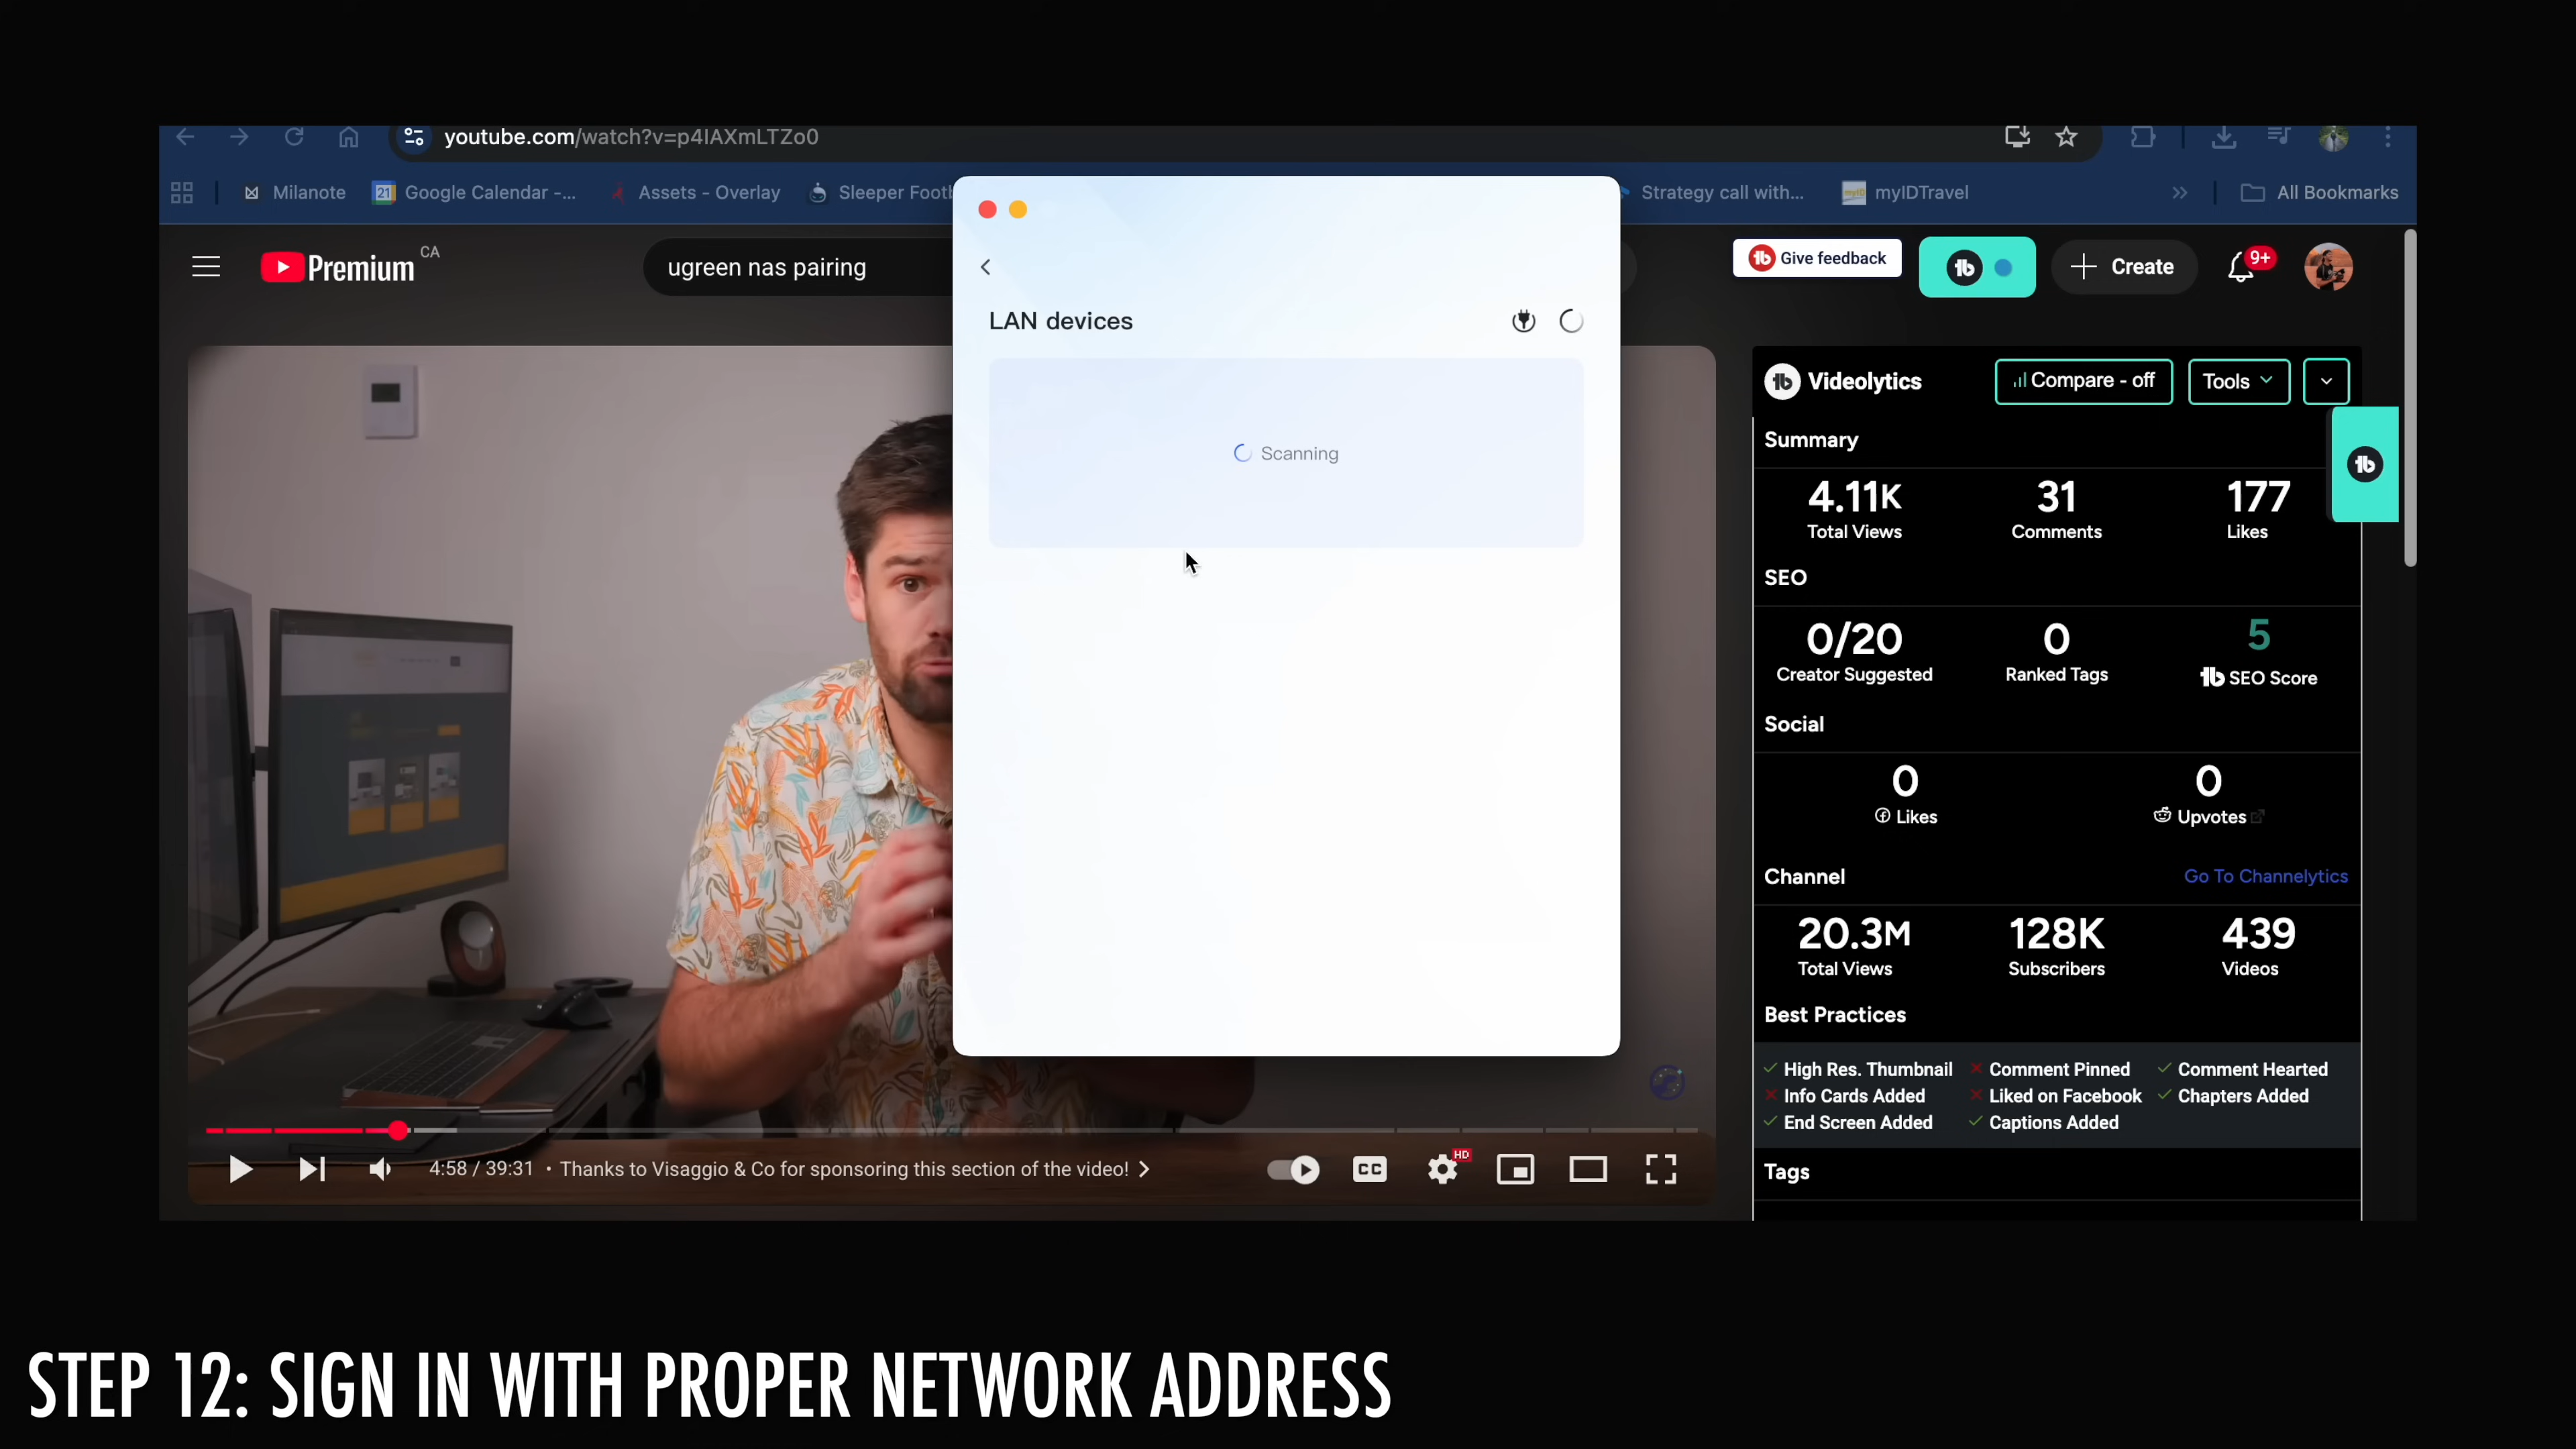 youtube.com/watch?v=p4lAXmLTZo0
Milanote
21
Google Calendar -...
Assets - Overlay
Sleeper Footb
Strategy call with...
myID
myIDTravel
All Bookmarks
Premium
CA
ugreen nas pairing
Give feedback
Create
9+
LAN devices
Scanning
Videolytics
Compare - off
Tools
Summary
4.11K
31
177
Total Views
Comments
Likes
SEO
0/20
0
5
Creator Suggested
Ranked Tags
SEO Score
Social
0
0
Likes
Upvotes
Channel
Go To Channelytics
20.3M
128K
439
Total Views
Subscribers
Videos
Best Practices
High Res. Thumbnail
Comment Pinned
Comment Hearted
Info Cards Added
Liked on Facebook
Chapters Added
End Screen Added
Captions Added
Tags
4:58 / 39:31 • Thanks to Visaggio & Co for sponsoring this section of the video!
CC
HD
STEP 12: SIGN IN WITH PROPER NETWORK ADDRESS